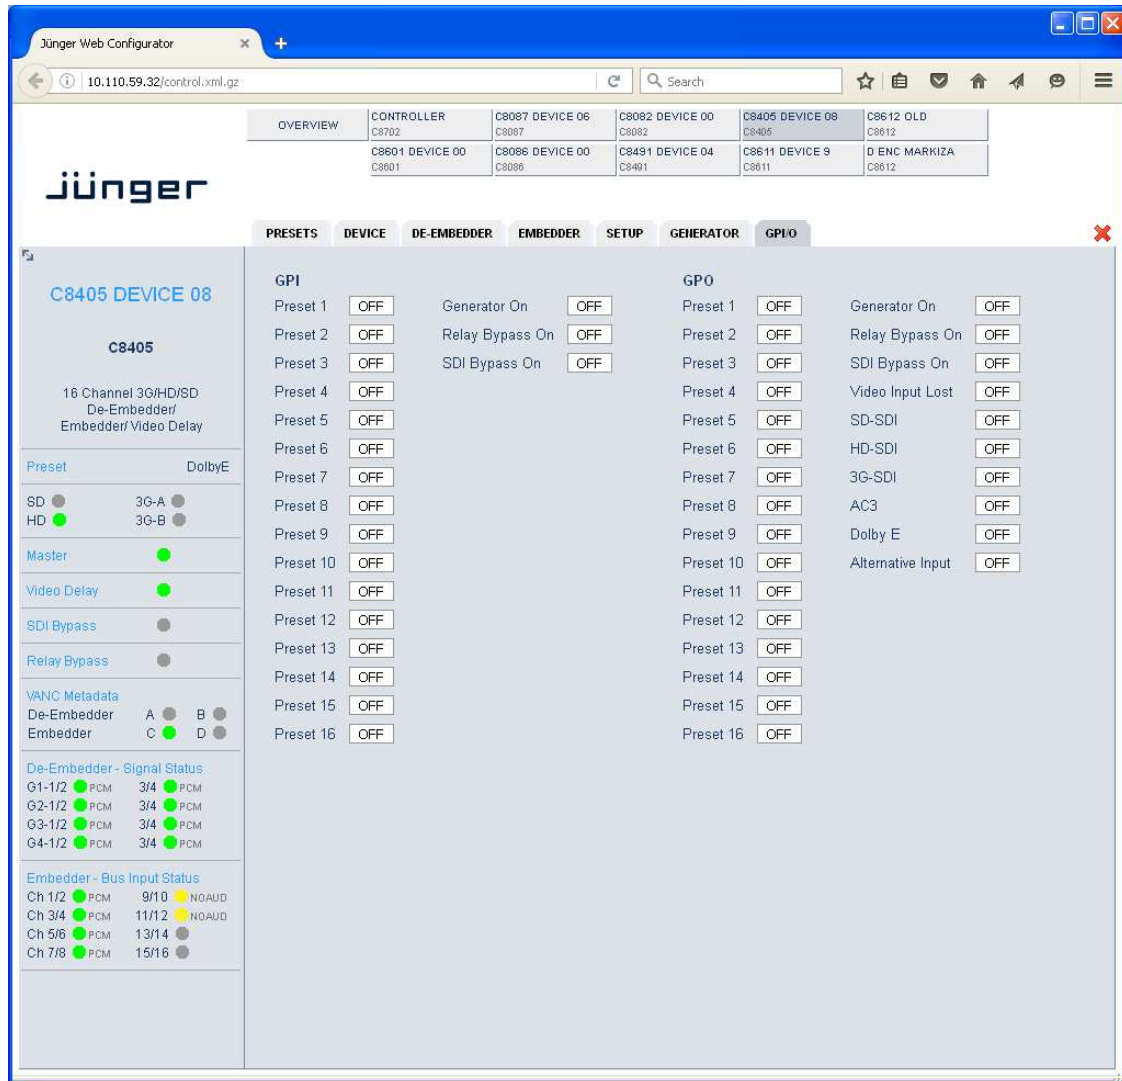 Jünger Web Configurator
10.110.59.32/control.xml.gz
Search
jünger
OVERVIEW
CONTROLLER
C8702
C8087 DEVICE 06
C8087
C8082 DEVICE 00
C8082
C8405 DEVICE 08
C8405
C8612 OLD
C8612
C8601 DEVICE 00
C8601
C8086 DEVICE 00
C8086
C8491 DEVICE 04
C8491
C8611 DEVICE 9
C8611
D ENC MARKIZA
C8612
PRESETS DEVICE DE-EMBEDDER EMBEDDER SETUP GENERATOR GPI/O
C8405 DEVICE 08
C8405
16 Channel 3G/HD/SD
De-Embedder/
Embedder/ Video Delay
Preset DolbyE
SD 3G-A
HD 3G-B
Master
Video Delay
SDI Bypass
Relay Bypass
VANC Metadata
De-Embedder A B
Embedder C D
De-Embedder - Signal Status
G1-1/2 PCM 3/4 PCM
G2-1/2 PCM 3/4 PCM
G3-1/2 PCM 3/4 PCM
G4-1/2 PCM 3/4 PCM
Embedder - Bus Input Status
Ch 1/2 PCM 9/10 NOAUD
Ch 3/4 PCM 11/12 NOAUD
Ch 5/6 PCM 13/14
Ch 7/8 PCM 15/16
GPI
Preset 1 OFF Generator On OFF
Preset 2 OFF Relay Bypass On OFF
Preset 3 OFF SDI Bypass On OFF
Preset 4 OFF
Preset 5 OFF
Preset 6 OFF
Preset 7 OFF
Preset 8 OFF
Preset 9 OFF
Preset 10 OFF
Preset 11 OFF
Preset 12 OFF
Preset 13 OFF
Preset 14 OFF
Preset 15 OFF
Preset 16 OFF
GPO
Preset 1 OFF Generator On OFF
Preset 2 OFF Relay Bypass On OFF
Preset 3 OFF SDI Bypass On OFF
Preset 4 OFF Video Input Lost OFF
Preset 5 OFF SD-SDI OFF
Preset 6 OFF HD-SDI OFF
Preset 7 OFF 3G-SDI OFF
Preset 8 OFF AC3 OFF
Preset 9 OFF Dolby E OFF
Preset 10 OFF Alternative Input OFF
Preset 11 OFF
Preset 12 OFF
Preset 13 OFF
Preset 14 OFF
Preset 15 OFF
Preset 16 OFF